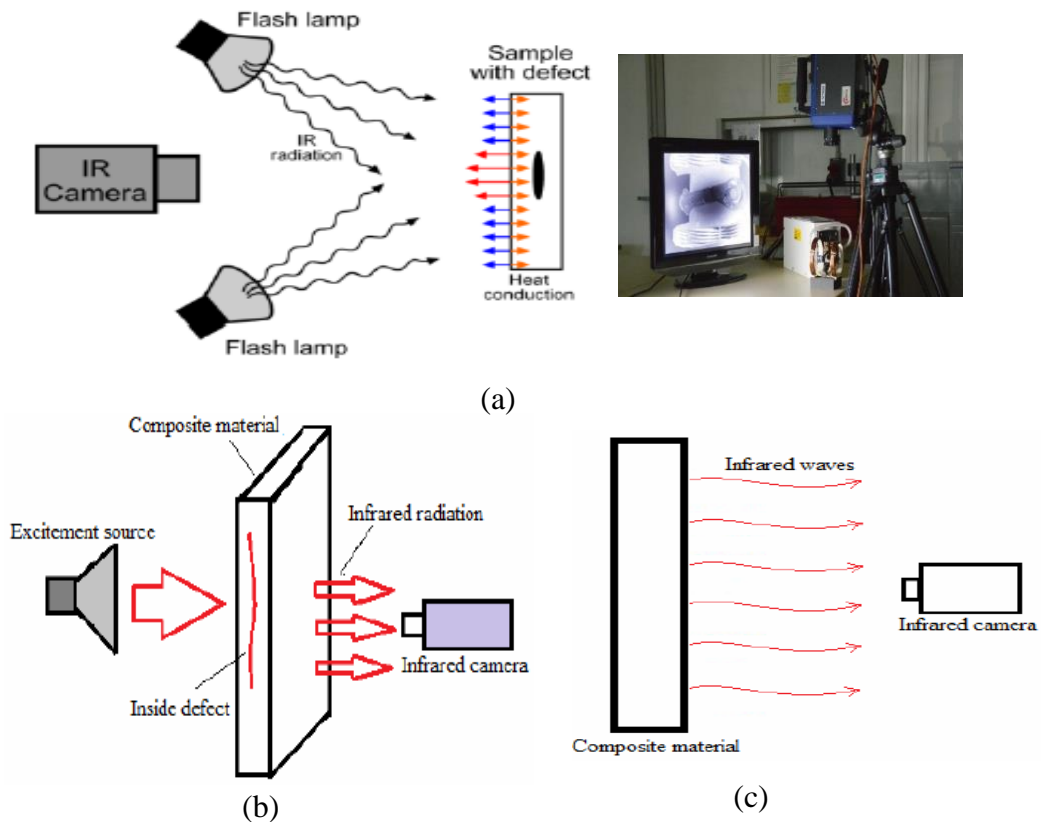 Flash lamp
Sample
with defect
IR
radiation
IR
Camera
Heat
conduction
Flash lamp
(a)
Composite material
Excitement source
Infrared radiation
Infrared camera
Inside defect
(b)
Infrared waves
Infrared camera
Composite material
(c)